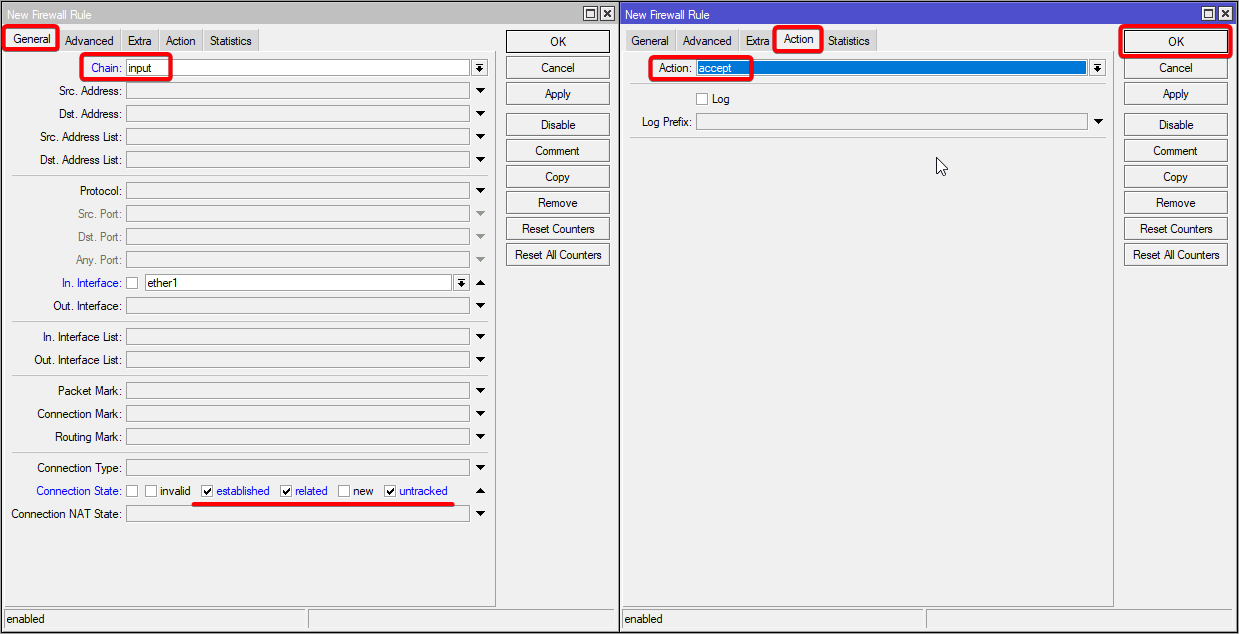 New Firewall Rule
General Advanced Extra Action Statistics
Chain: input
Src. Address:
Dst. Address:
Src. Address List:
Dst. Address List:
Protocol:
Src. Port:
Dst. Port:
Any. Port:
In. Interface: ether1
Out. Interface:
In. Interface List:
Out. Interface List:
Packet Mark:
Connection Mark:
Routing Mark:
Connection Type:
Connection State: invalid established related new untracked
Connection NAT State:
OK
Cancel
Apply
Disable
Comment
Copy
Remove
Reset Counters
Reset All Counters
enabled
New Firewall Rule
General Advanced Extra Action Statistics
Action: accept
Log
Log Prefix:
OK
Cancel
Apply
Disable
Comment
Copy
Remove
Reset Counters
Reset All Counters
enabled